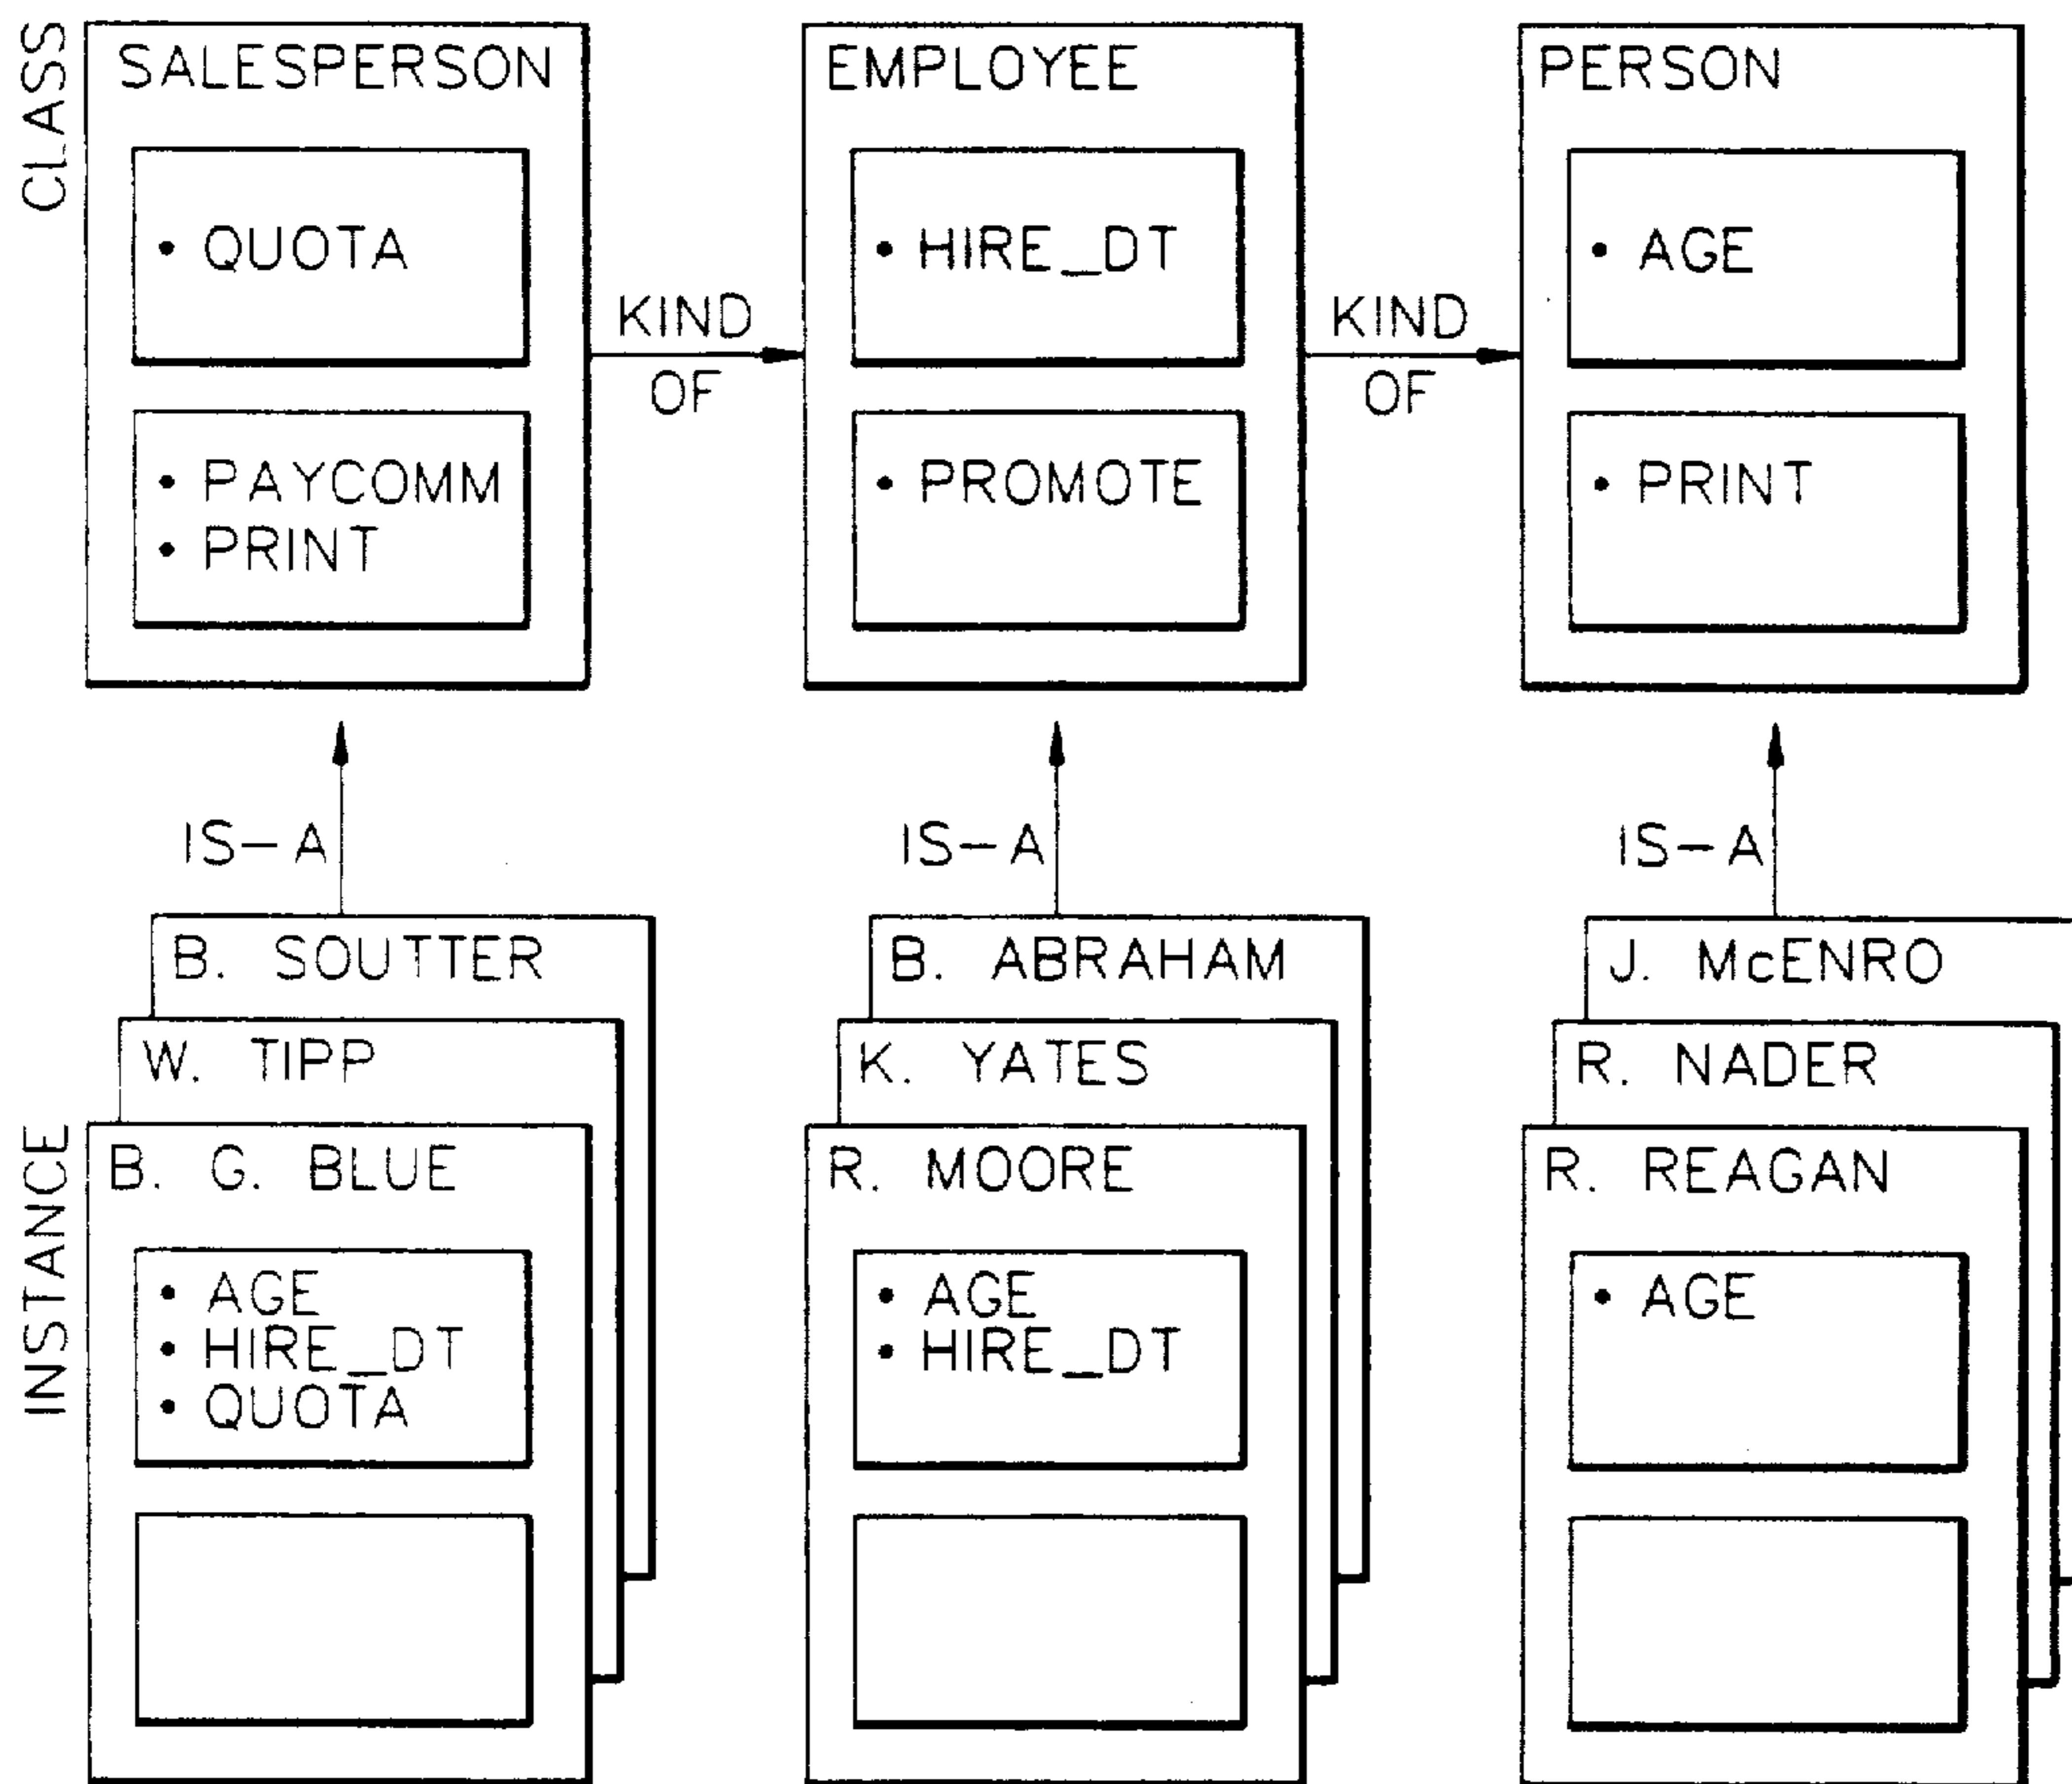 CLASS
SALESPERSON
• QUOTA
• PAYCOMM
• PRINT
KIND
OF
EMPLOYEE
• HIRE_DT
• PROMOTE
KIND
OF
PERSON
• AGE
• PRINT
IS-A
IS-A
IS-A
INSTANCE
B. SOUTTER
W. TIPP
B. G. BLUE
• AGE
• HIRE_DT
• QUOTA
B. ABRAHAM
K. YATES
R. MOORE
• AGE
• HIRE_DT
J. McENRO
R. NADER
R. REAGAN
• AGE